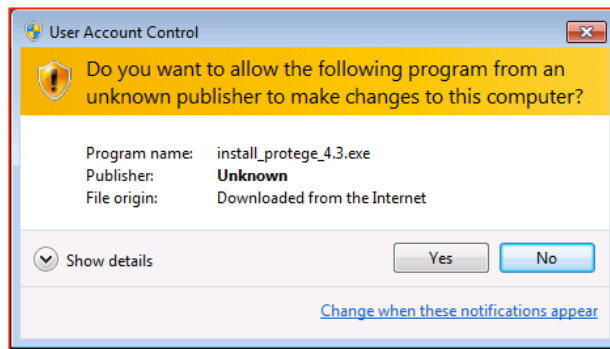 User Account Control
Do you want to allow the following program from an
unknown publisher to make changes to this computer?
Program name: install_protege_4.3.exe
Publisher: Unknown
File origin: Downloaded from the Internet
Show details Yes No
Change when these notifications appear